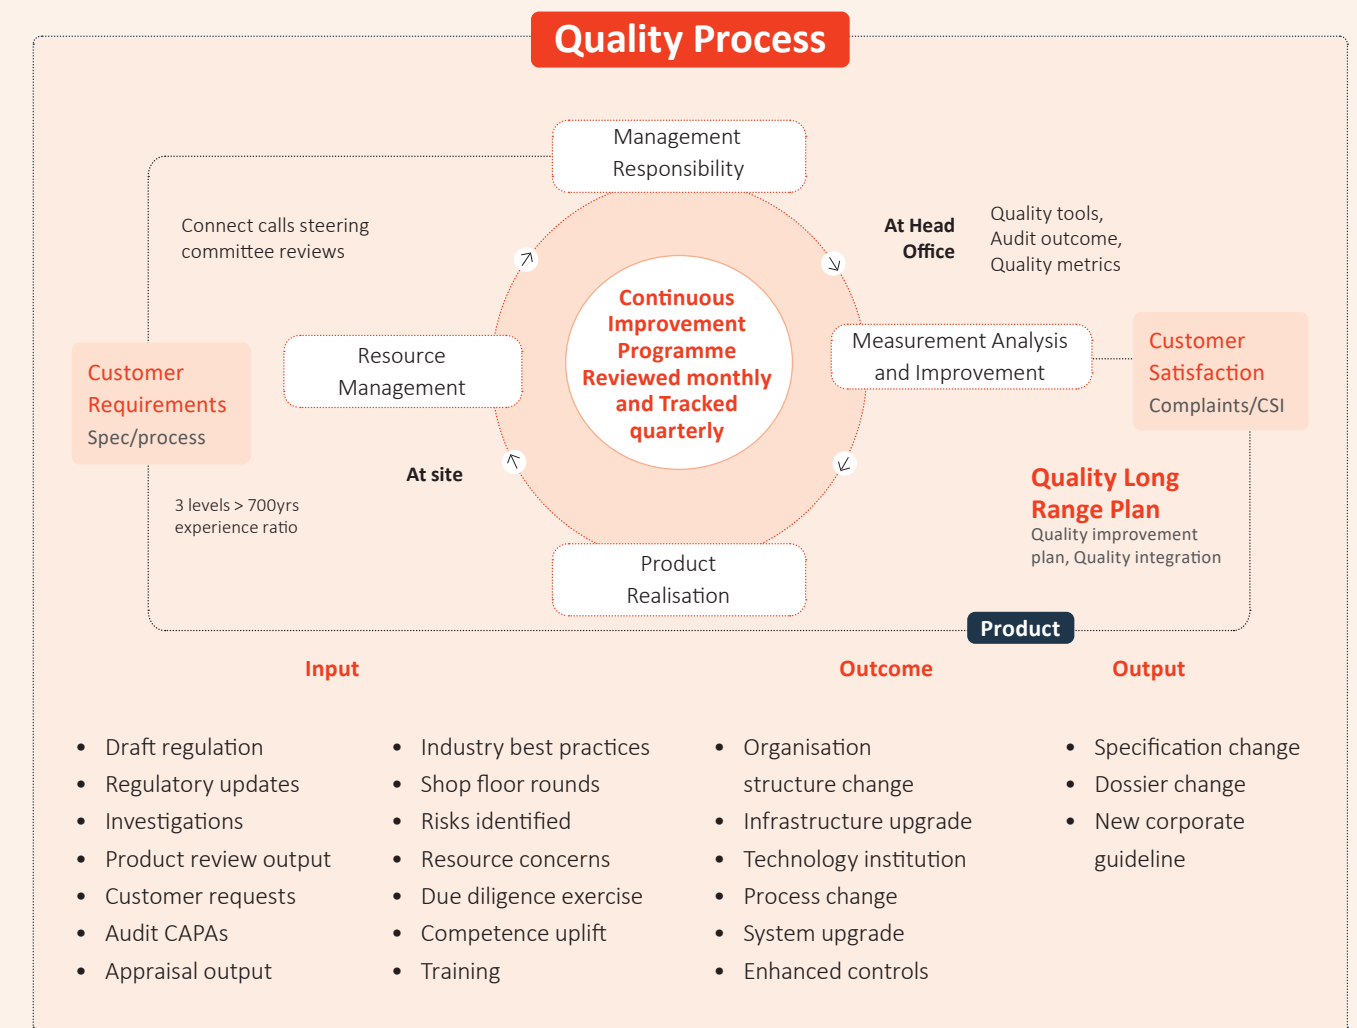 Quality Process
Management
Responsibility
Connect calls steering
committee reviews
At Head
Office
Quality tools,
Audit outcome,
Quality metrics
Continuous
Improvement
Programme
Reviewed monthly
and Tracked
quarterly
Resource
Management
Measurement Analysis
and Improvement
Customer
Requirements
Spec/process
Customer
Satisfaction
Complaints/CSI
At site
3 levels > 700yrs
experience ratio
Quality Long
Range Plan
Quality improvement
plan, Quality integration
Product
Realisation
Product
Input
• Draft regulation
• Regulatory updates
• Investigations
• Product review output
• Customer requests
• Audit CAPAs
• Appraisal output
• Industry best practices
• Shop floor rounds
• Risks identified
• Resource concerns
• Due diligence exercise
• Competence uplift
• Training
Outcome
• Organisation
structure change
• Infrastructure upgrade
• Technology institution
• Process change
• System upgrade
• Enhanced controls
Output
• Specification change
• Dossier change
• New corporate
guideline